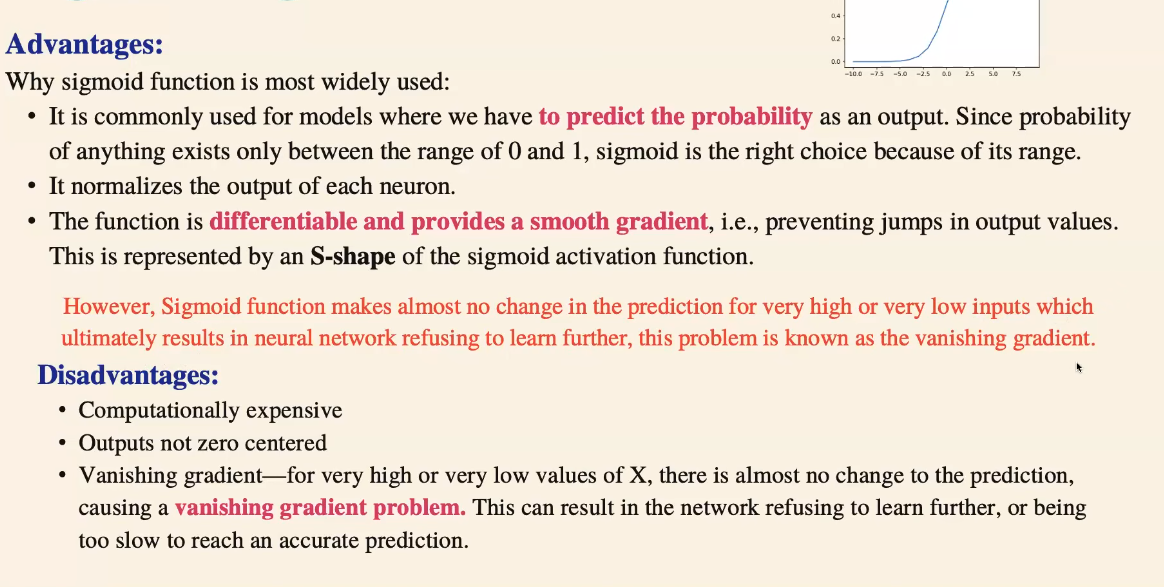 0.4
0.2
0.0
−10.0 −7.5 −5.0 −2.5 0.0 2.5 5.0 7.5
Advantages:
Why sigmoid function is most widely used:
• It is commonly used for models where we have to predict the probability as an output. Since probability
of anything exists only between the range of 0 and 1, sigmoid is the right choice because of its range.
• It normalizes the output of each neuron.
• The function is differentiable and provides a smooth gradient, i.e., preventing jumps in output values.
This is represented by an S-shape of the sigmoid activation function.
However, Sigmoid function makes almost no change in the prediction for very high or very low inputs which
ultimately results in neural network refusing to learn further, this problem is known as the vanishing gradient.
Disadvantages:
• Computationally expensive
• Outputs not zero centered
• Vanishing gradient—for very high or very low values of X, there is almost no change to the prediction,
causing a vanishing gradient problem. This can result in the network refusing to learn further, or being
too slow to reach an accurate prediction.